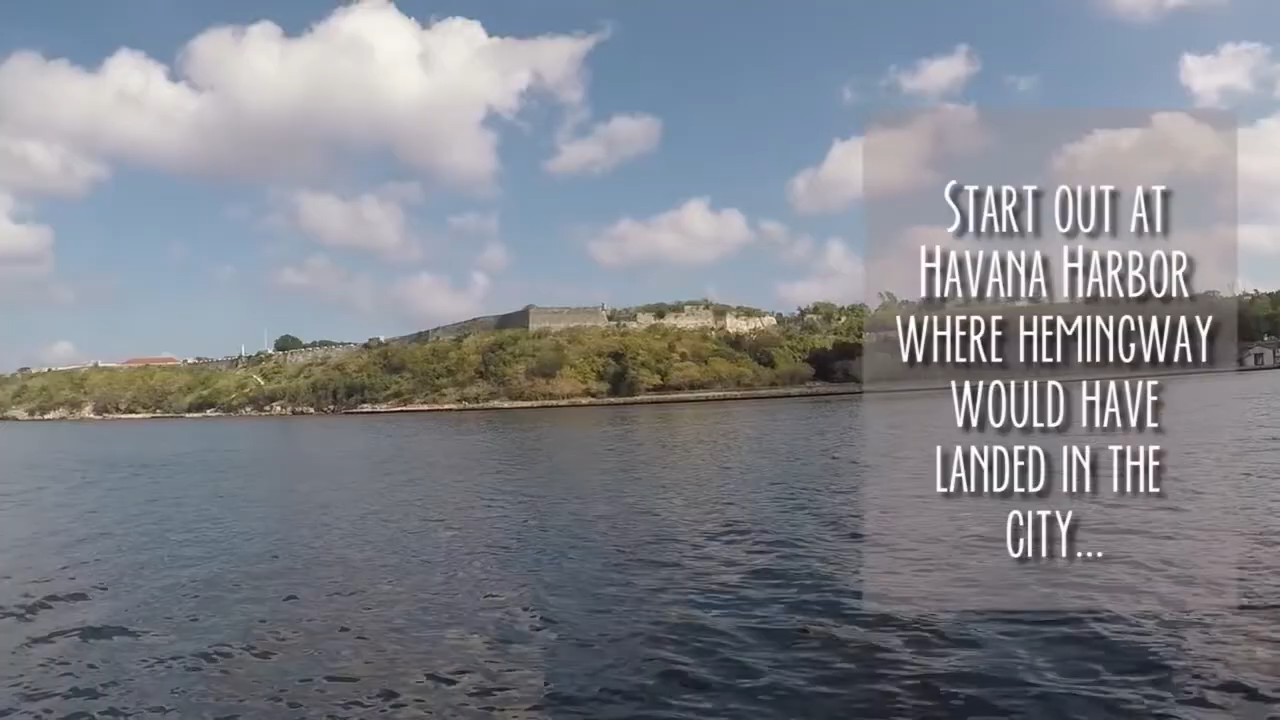 START OUT AT
HAVANA HARBOR
WHERE HEMINGWAY
WOULD HAVE
LANDED IN THE
CITY...